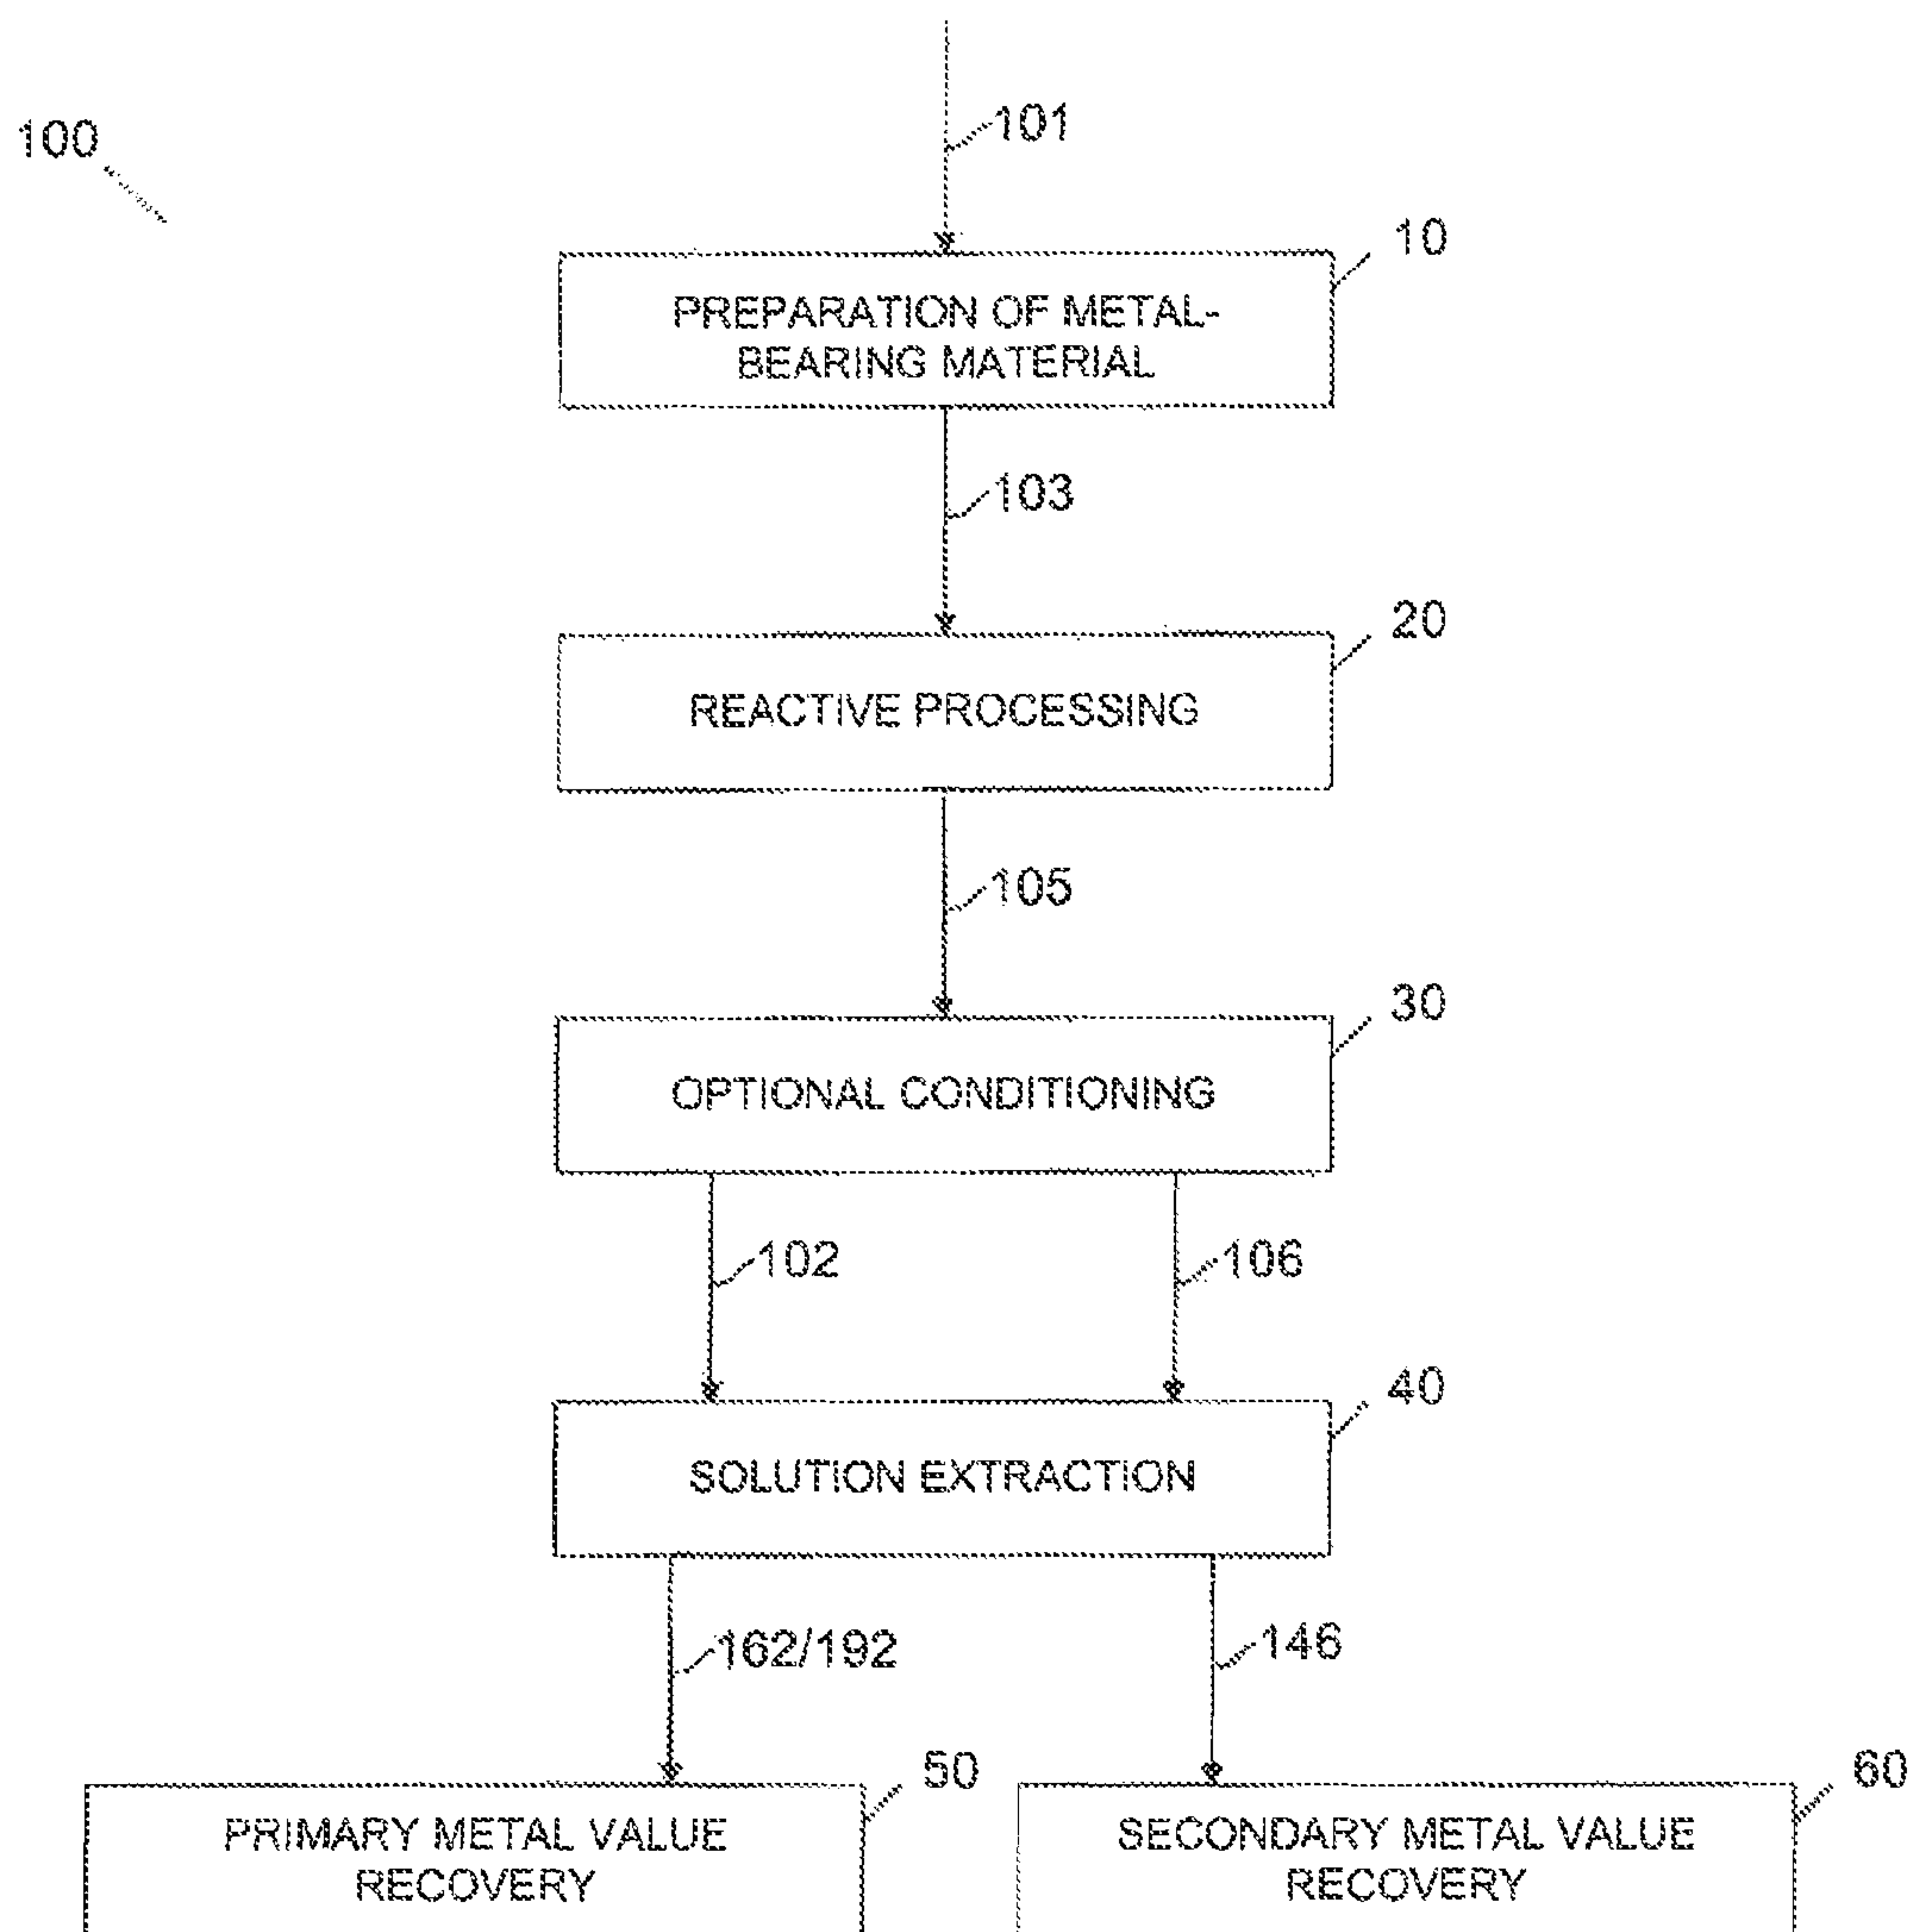 100
101
10
PREPARATION OF METAL-
BEARING MATERIAL
103
20
REACTIVE PROCESSING
105
30
OPTIONAL CONDITIONING
102
106
40
SOLUTION EXTRACTION
162/192
146
50
60
PRIMARY METAL VALUE
RECOVERY
SECONDARY METAL VALUE
RECOVERY